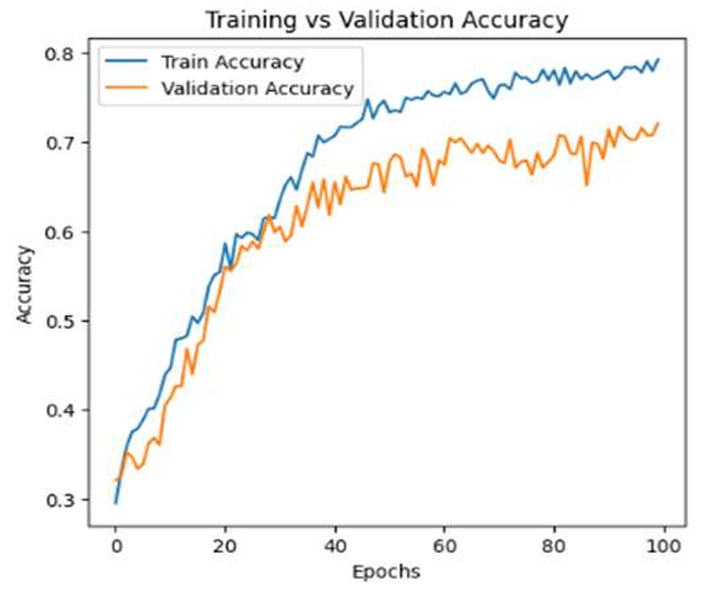 Training vs Validation Accuracy
Train Accuracy
Validation Accuracy
0.8
0.7
0.6
0.5
0.4
0.3
Accuracy
0 20 40 60 80 100
Epochs